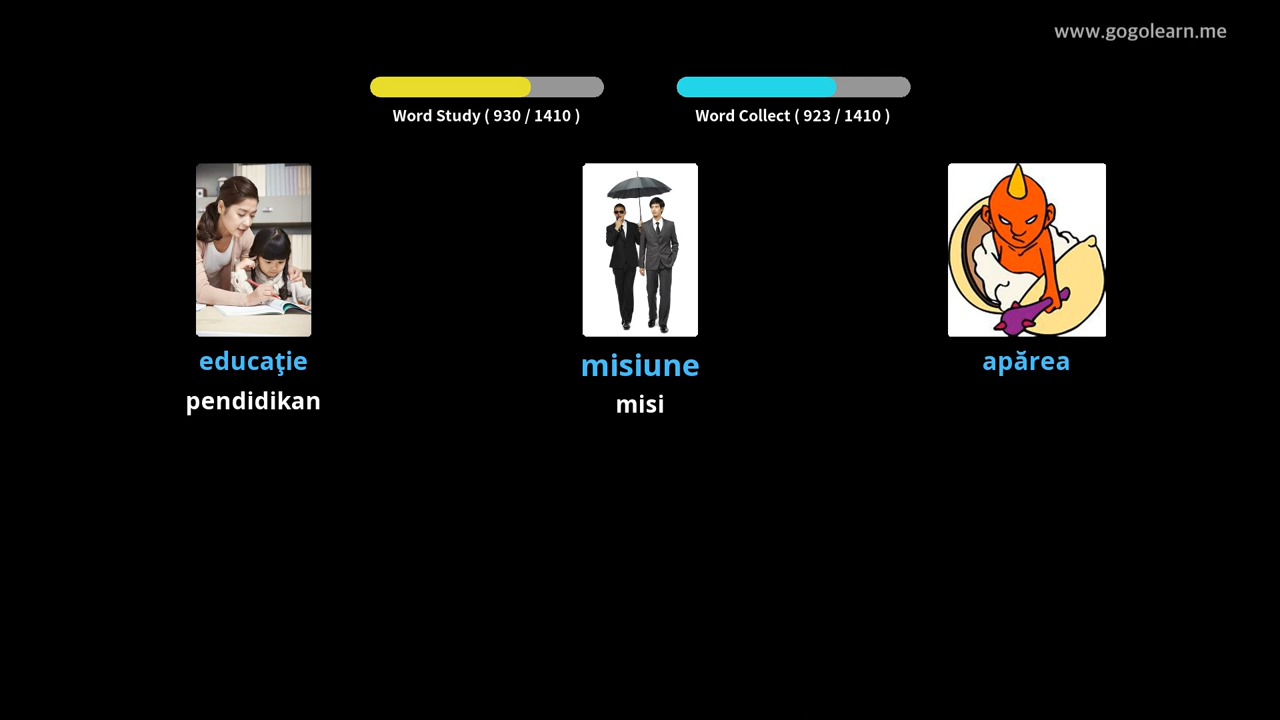 www.gogolearn.me
Word Study ( 930 / 1410 )
Word Collect ( 923 / 1410 )
educaţie
pendidikan
misiune
misi
apărea